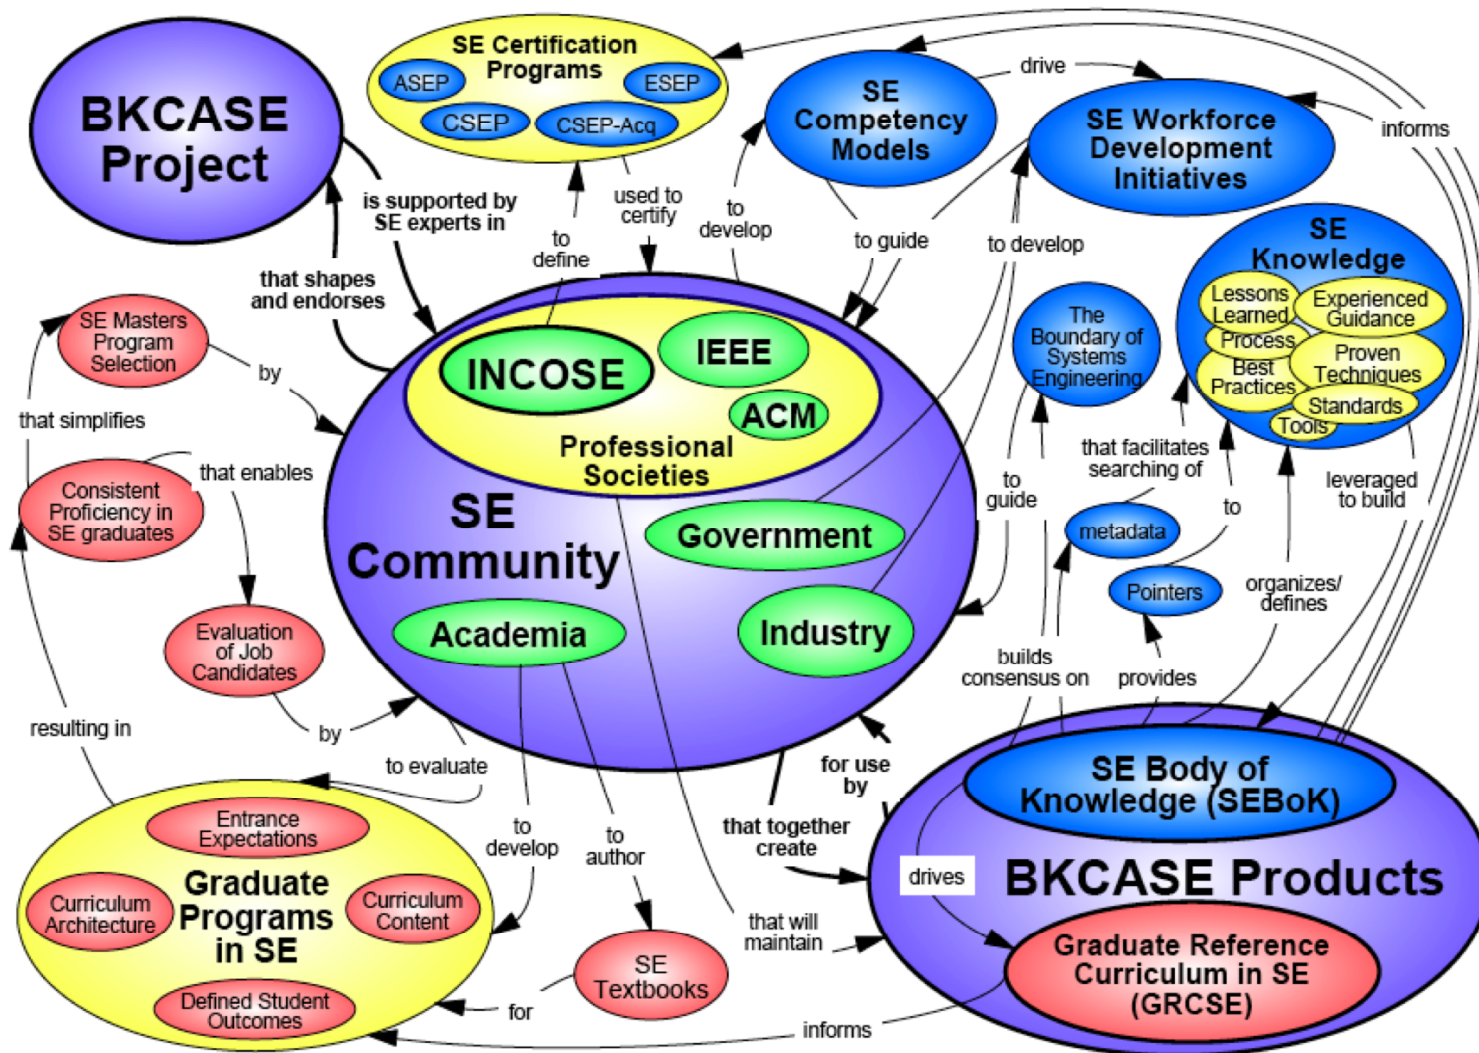 BKCASE
Project
SE Certification
Programs
ASEP
ESEP
CSEP
CSEP-Acq
SE
Competency
Models
drive
SE Workforce
Development
Initiatives
informs
is supported by
SE experts in
used to
certify
to
define
to
develop
to guide
to develop
that shapes
and endorses
SE
Knowledge
Lessons
Learned
Experienced
Guidance
Process
Proven
Techniques
Best
Practices
Standards
Tools
The
Boundary of
Systems
Engineering
SE Masters
Program
Selection
by
that simplifies
INCOSE
IEEE
ACM
Professional
Societies
that facilitates
searching of
leveraged
to build
Consistent
Proficiency in
SE graduates
that enables
SE
Community
Government
to
guide
metadata
to
Pointers
organizes/
defines
Academia
Industry
Evaluation
of Job
Candidates
builds
consensus on
provides
resulting in
by
to evaluate
for use
by
that together
create
SE Body of
Knowledge (SEBoK)
drives
BKCASE Products
Graduate Reference
Curriculum in SE
(GRCSE)
Entrance
Expectations
Graduate
Programs
in SE
Curriculum
Architecture
Curriculum
Content
Defined Student
Outcomes
to
develop
to
author
that will
maintain
SE
Textbooks
for
informs